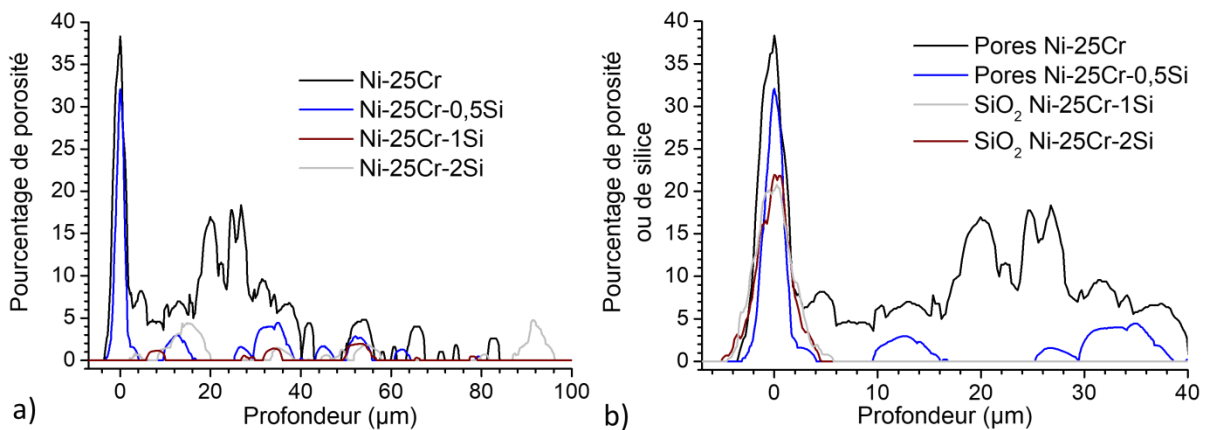 40
35
30
25
20
15
10
5
0
Pourcentage de porosité
Ni-25Cr
Ni-25Cr-0,5Si
Ni-25Cr-1Si
Ni-25Cr-2Si
0 20 40 60 80 100
Profondeur (µm)
a)
40
35
30
25
20
15
10
5
0
Pourcentage de porosité
ou de silice
Pores Ni-25Cr
Pores Ni-25Cr-0,5Si
SiO₂ Ni-25Cr-1Si
SiO₂ Ni-25Cr-2Si
0 10 20 30 40
Profondeur (µm)
b)